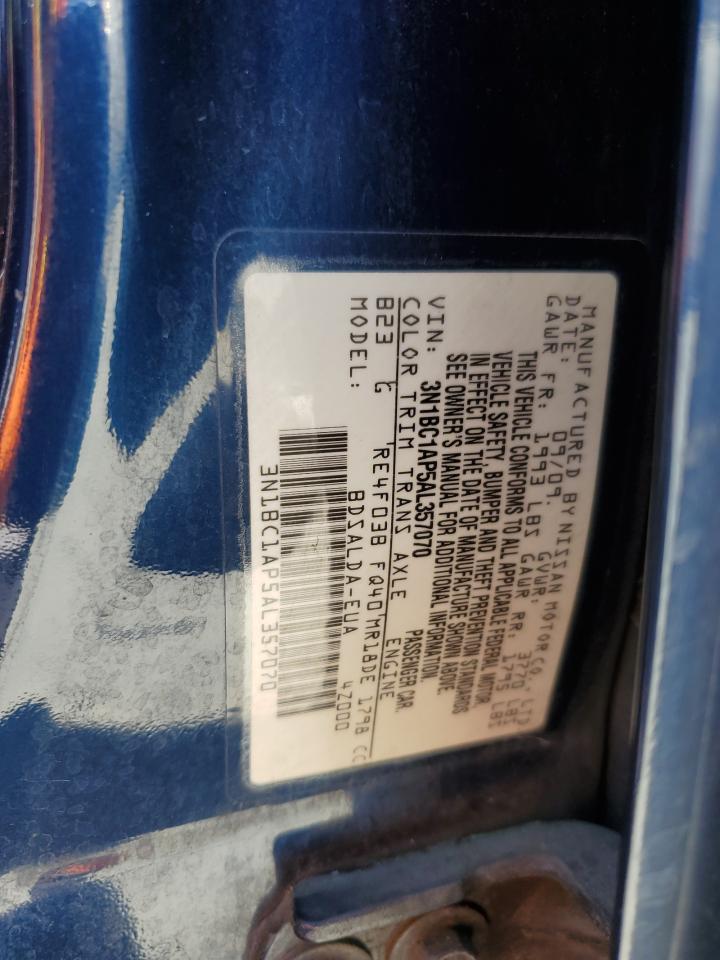 MANUFACTURED BY NISSAN MOTOR CO., LTD
DATE: 09/09. GVWR: 3770 LBS
GAWR FR: 1993 LBS GAWR RR: 1795 LBS
THIS VEHICLE CONFORMS TO ALL APPLICABLE FEDERAL MOTOR
VEHICLE SAFETY, BUMPER AND THEFT PREVENTION STANDARDS
IN EFFECT ON THE DATE OF MANUFACTURE SHOWN ABOVE.
SEE OWNER'S MANUAL FOR ADDITIONAL INFORMATION.
VIN: 3N1BC1AP5AL357070 PASSENGER CAR.
COLOR TRIM TRANS AXLE ENGINE
B23 G RE4F03B FQ40 MR18DE 1798 CC
MODEL: BDSALDA-EUA 47000
3N1BC1AP5AL357070